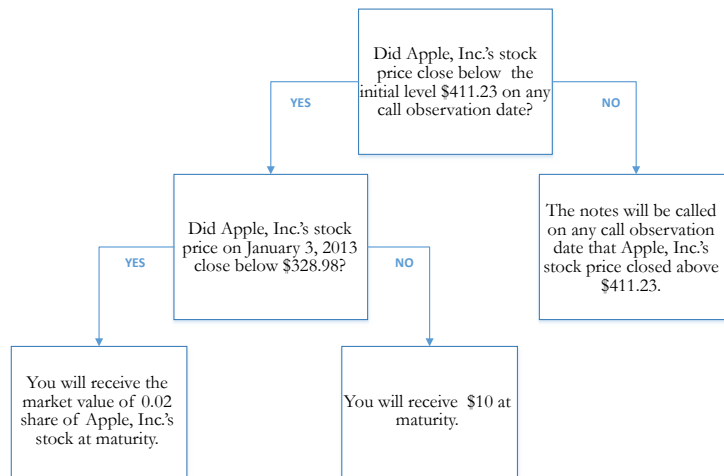 Did Apple, Inc.'s stock
price close below the
initial level $411.23 on any
call observation date?
YES
NO
Did Apple, Inc.'s stock
price on January 3, 2013
close below $328.98?
The notes will be called
on any call observation
date that Apple, Inc.'s
stock price closed above
$411.23.
YES
NO
You will receive the
market value of 0.02
share of Apple, Inc.'s
stock at maturity.
You will receive $10 at
maturity.